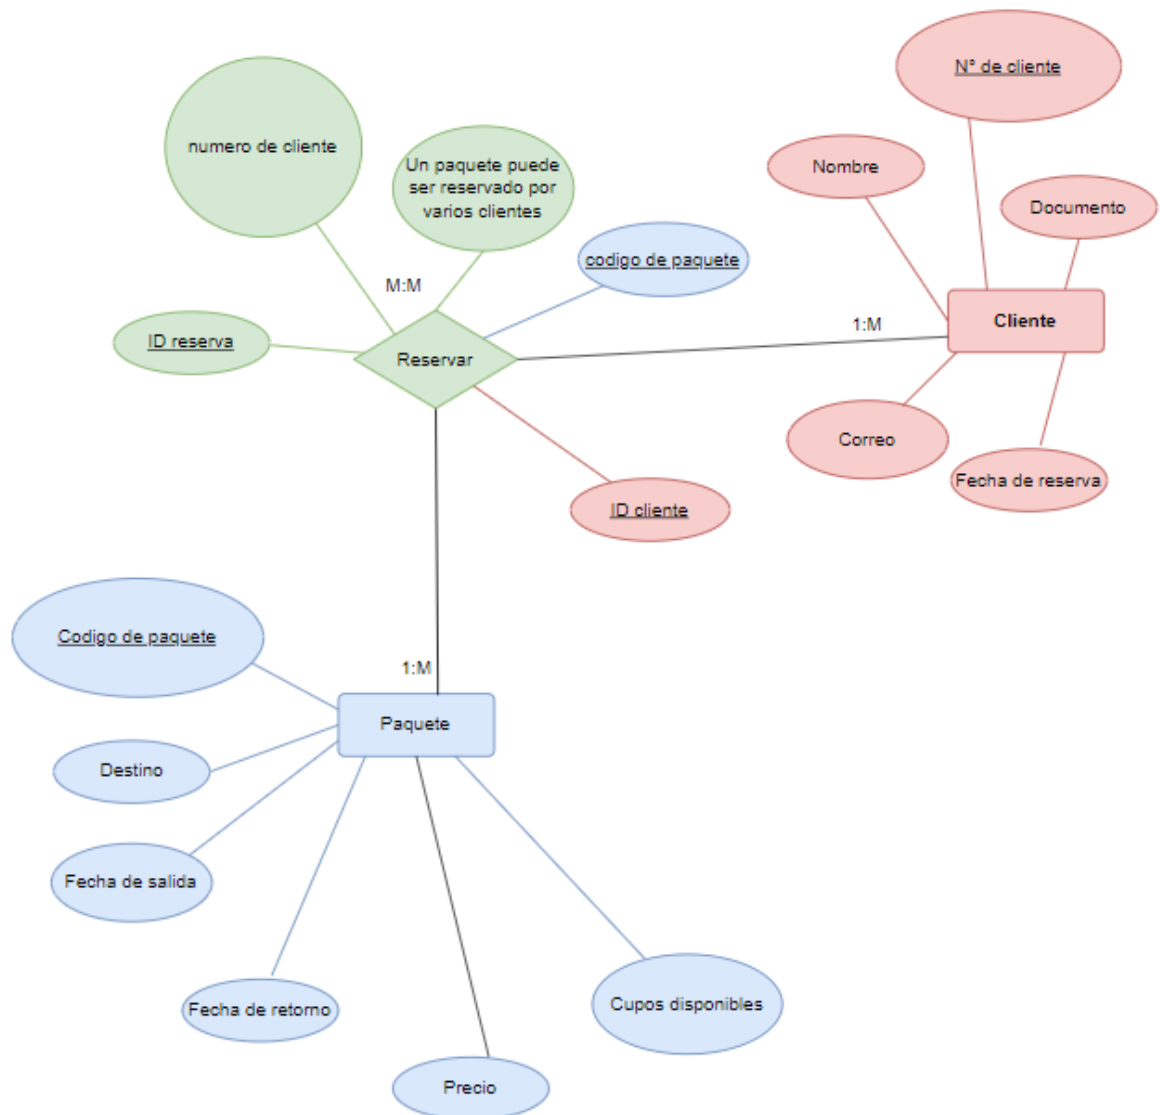 N° de cliente
numero de cliente
Un paquete puede
ser reservado por
varios clientes
Nombre
Documento
codigo de paquete
M:M
1:M
Cliente
ID reserva
Reservar
Correo
Fecha de reserva
ID cliente
Codigo de paquete
1:M
Paquete
Destino
Fecha de salida
Fecha de retorno
Cupos disponibles
Precio